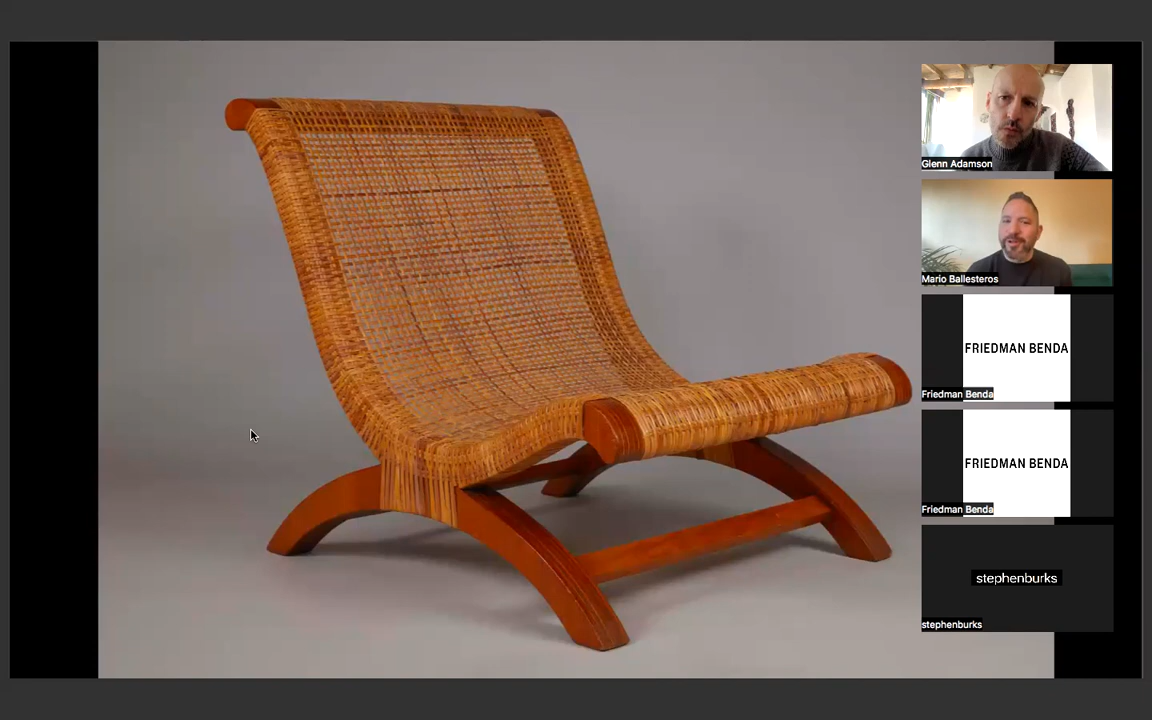 Glenn Adamson
Mario Ballesteros
FRIEDMAN BENDA
Friedman Benda
FRIEDMAN BENDA
Friedman Benda
stephenburks
stephenburks